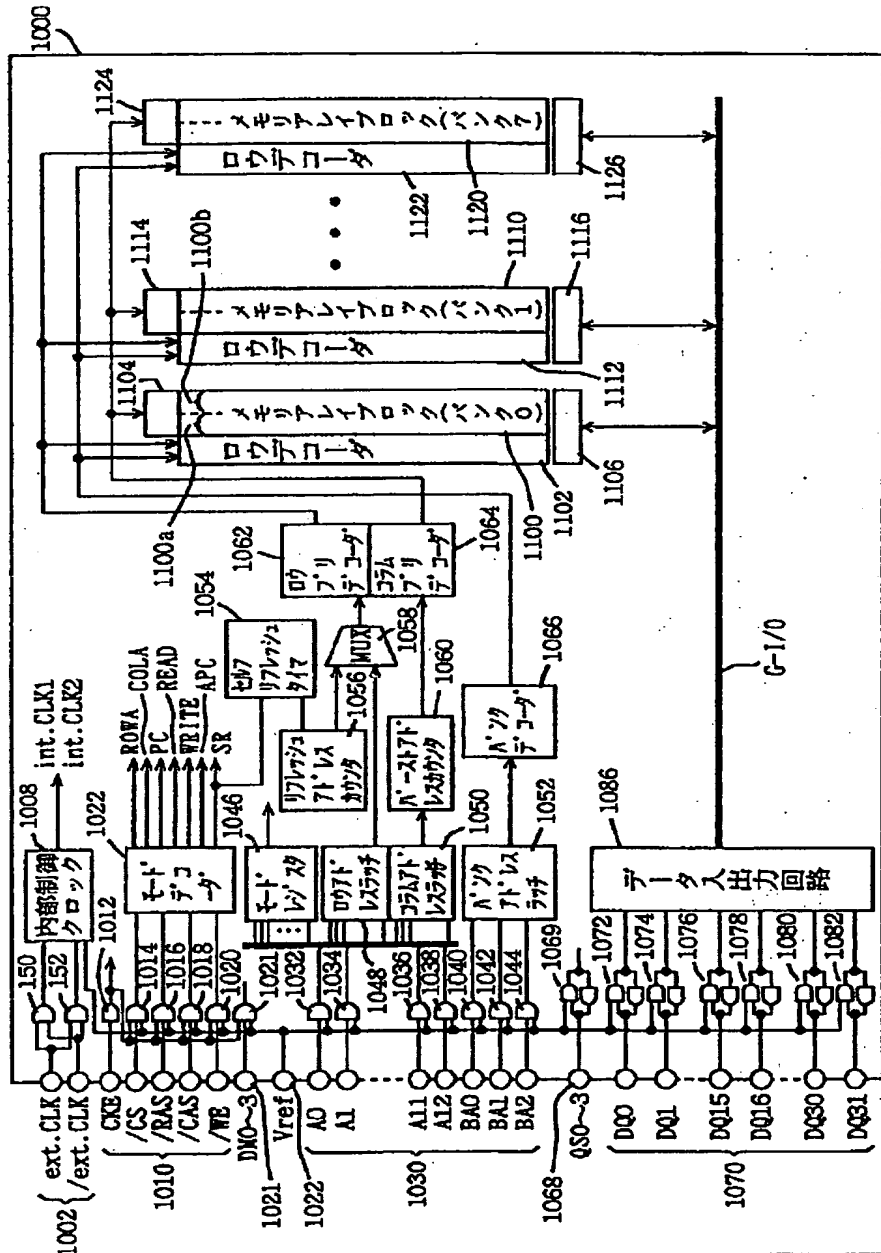 1000
1002
ext.CLK
/ext.CLK
150
152
1008
内部制御
クロック
int.CLK1
int.CLK2
1010
CKE
/CS
/RAS
/CAS
/WE
1012
1014
1016
1018
1020
1022
モード
デコーダ
ROWA
COLA
PC
READ
WRITE
APC
SR
DM0~3
1021
1021
Vref
1022
1030
A0
A1
A11
A12
BA0
BA1
BA2
1032
1034
1036
1038
1040
1042
1044
1046
モード
レジスタ
1048
ロウアド
レスラッチ
1050
コラムアド
レスラッチ
1052
バンク
アドレス
ラッチ
1054
セルフ
リフレッシュ
タイマ
1056
リフレッシュ
アドレス
カウンタ
1058
MUX
1060
バーストアド
レスカウンタ
1062
ロウ
プリ
デコーダ
1064
コラム
プリ
デコーダ
1066
バンク
デコーダ
1068
QS0~3
1069
1070
DQ0
DQ1
DQ15
DQ16
DQ30
DQ31
1072
1074
1076
1078
1080
1082
1086
データ入出力回路
G-I/O
1100
1100a
1100b
1102
1104
1106
ロウデコーダ
メモリアレイブロック(バンク0)
1110
1112
1114
1116
ロウデコーダ
メモリアレイブロック(バンク1)
1120
1122
1124
1126
ロウデコーダ
メモリアレイブロック(バンク7)